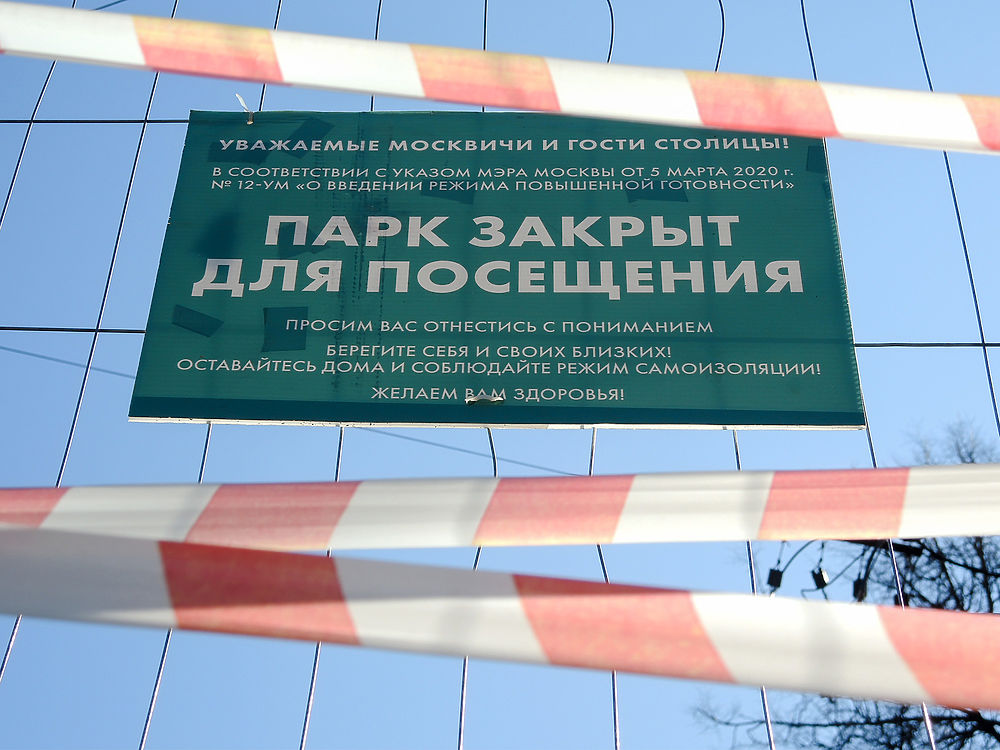 УВАЖАЕМЫЕ МОСКВИЧИ И ГОСТИ СТОЛИЦЫ!
В СООТВЕТСТВИИ С УКАЗОМ МЭРА МОСКВЫ ОТ 5 МАРТА 2020 г.
№ 12-УМ «О ВВЕДЕНИИ РЕЖИМА ПОВЫШЕННОЙ ГОТОВНОСТИ»
ПАРК ЗАКРЫТ
ДЛЯ ПОСЕЩЕНИЯ
ПРОСИМ ВАС ОТНЕСТИСЬ С ПОНИМАНИЕМ
БЕРЕГИТЕ СЕБЯ И СВОИХ БЛИЗКИХ!
ОСТАВАЙТЕСЬ ДОМА И СОБЛЮДАЙТЕ РЕЖИМ САМОИЗОЛЯЦИИ!
ЖЕЛАЕМ ВАМ ЗДОРОВЬЯ!